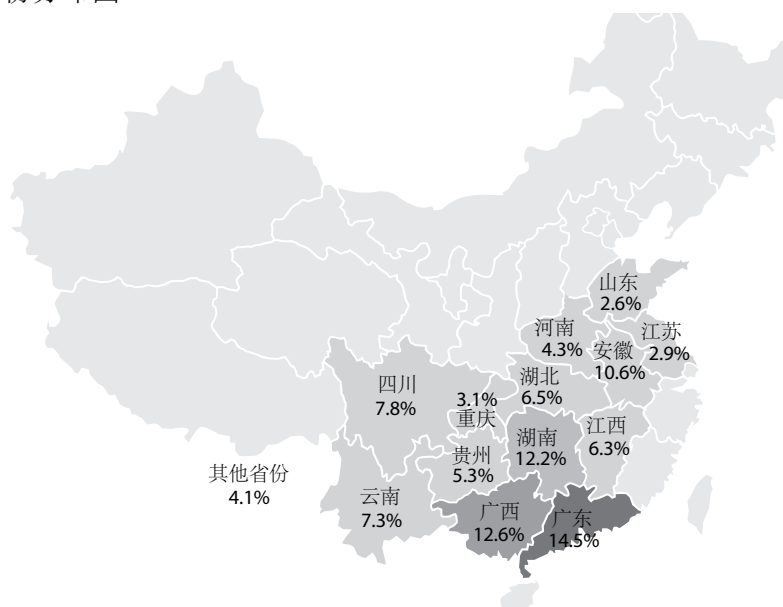 山东
2.6%
河南
4.3%
江苏
2.9%
安徽
10.6%
四川
7.8%
3.1%
重庆
湖北
6.5%
湖南
12.2%
江西
6.3%
贵州
5.3%
其他省份
4.1%
云南
7.3%
广西
12.6%
广东
14.5%